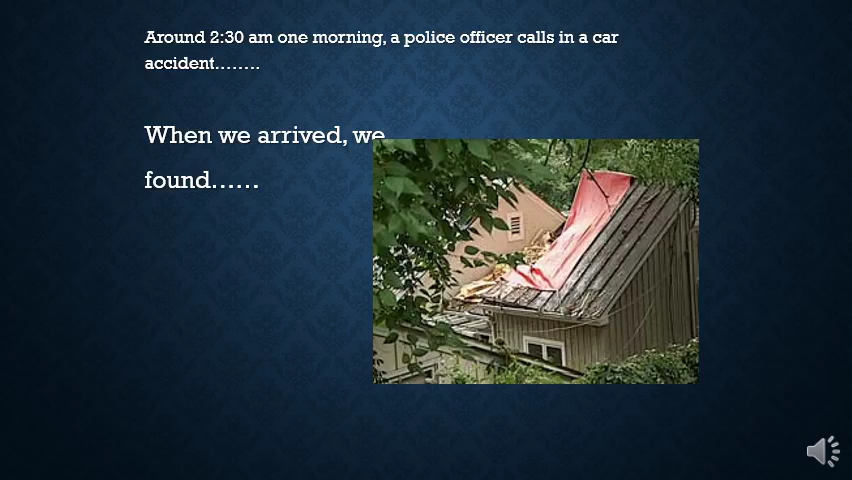 Around 2:30 am one morning, a police officer calls in a car
accident........
When we arrived, we
found......